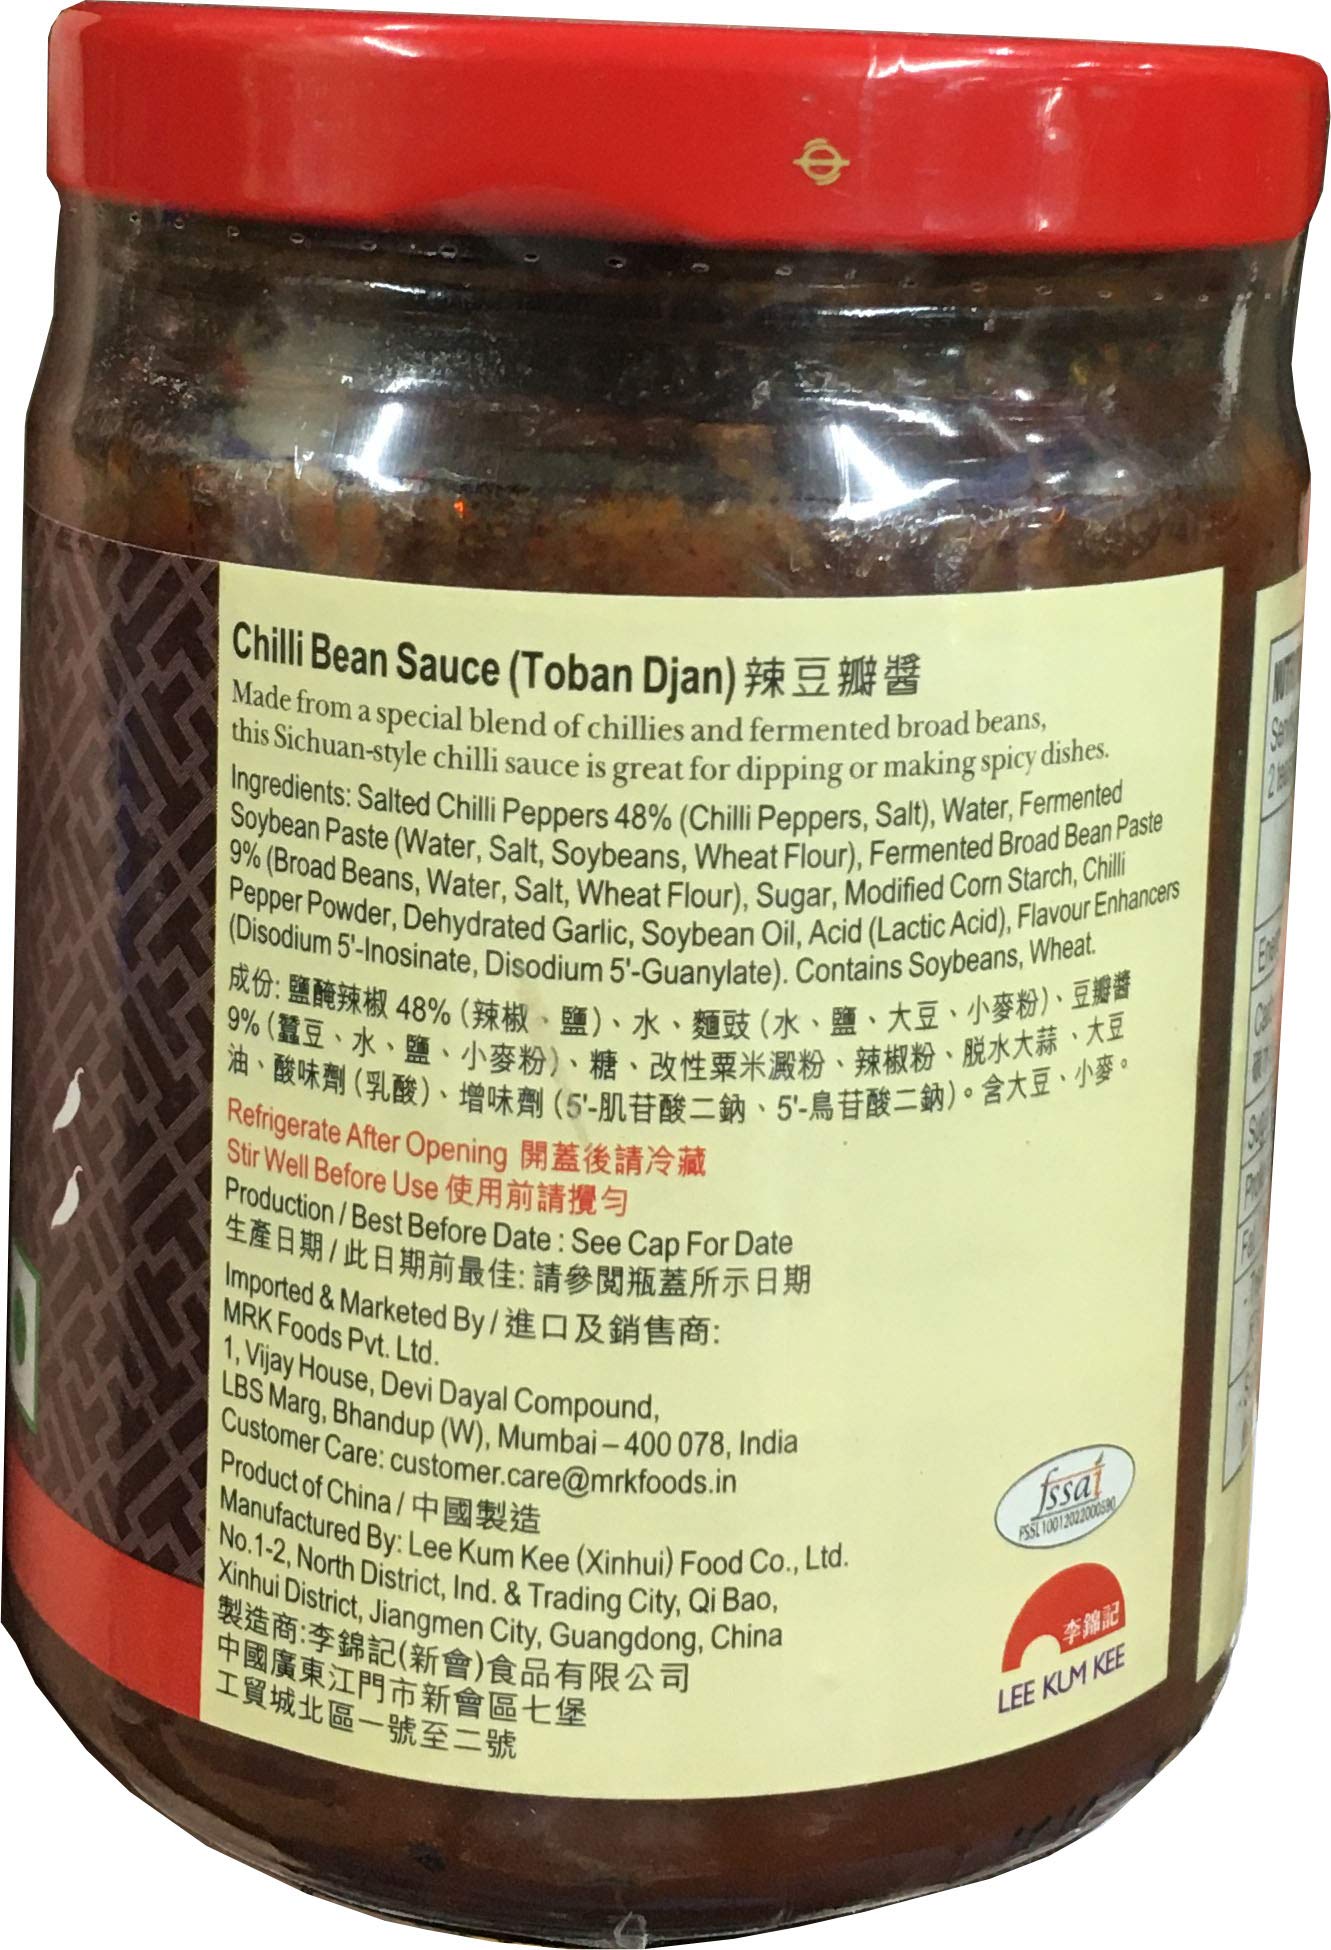 Chilli Bean Sauce (Toban Djan) 辣豆瓣醬
Made from a special blend of chillies and fermented broad beans,
this Sichuan-style chilli sauce is great for dipping or making spicy dishes.
Ingredients: Salted Chilli Peppers 48% (Chilli Peppers, Salt), Water, Fermented
Soybean Paste (Water, Salt, Soybeans, Wheat Flour), Fermented Broad Bean Paste
9% (Broad Beans, Water, Salt, Wheat Flour), Sugar, Modified Corn Starch, Chilli
Pepper Powder, Dehydrated Garlic, Soybean Oil, Acid (Lactic Acid), Flavour Enhancers
(Disodium 5'-Inosinate, Disodium 5'-Guanylate). Contains Soybeans, Wheat.
成份: 鹽醃辣椒 48% (辣椒、鹽)、水、麵豉 (水、鹽、大豆、小麥粉)、豆瓣醬
9% (蠶豆、水、鹽、小麥粉)、糖、改性粟米澱粉、辣椒粉、脫水大蒜、大豆
油、酸味劑 (乳酸)、增味劑 (5'-肌苷酸二鈉、5'-鳥苷酸二鈉)。含大豆、小麥。
Refrigerate After Opening 開蓋後請冷藏
Stir Well Before Use 使用前請攪勻
Production / Best Before Date : See Cap For Date
生產日期 / 此日期前最佳: 請參閱瓶蓋所示日期
Imported & Marketed By / 進口及銷售商:
MRK Foods Pvt. Ltd.
1, Vijay House, Devi Dayal Compound,
LBS Marg, Bhandup (W), Mumbai – 400 078, India
Customer Care: customer.care@mrkfoods.in
Product of China / 中國製造
Manufactured By: Lee Kum Kee (Xinhui) Food Co., Ltd.
No.1-2, North District, Ind. & Trading City, Qi Bao,
Xinhui District, Jiangmen City, Guangdong, China
製造商:李錦記(新會)食品有限公司
中國廣東江門市新會區七堡
工貿城北區一號至二號
fssai
李錦記
LEE KUM KEE